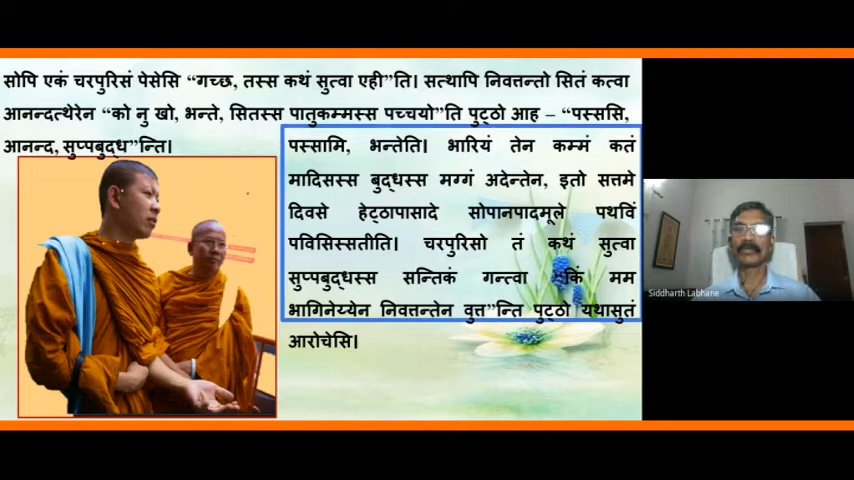 सोपि एकं चरपुरिसं पेसेसि “गच्छ, तस्स कथं सुत्वा एही”ति। सत्थापि निवत्तन्तो सितं कत्वा
आनन्दत्थेरेन “को नु खो, भन्ते, सितस्स पातुकम्मस्स पच्चयो”ति पुट्ठो आह – “पस्ससि,
आनन्द, सुप्पबुद्ध”न्ति।
पस्सामि, भन्तेति। भारियं तेन कम्मं कतं
मादिसस्स बुद्धस्स मग्गं अदेन्तेन, इतो सत्तमे
दिवसे हेट्ठापासादे सोपानपादमूले पथविं
पविसिस्सतीति। चरपुरिसो तं कथं सुत्वा
सुप्पबुद्धस्स सन्तिकं गन्त्वा “किं मम
भागिनेय्येन निवत्तन्तेन वुत्त”न्ति पुट्ठो यथासुतं
आरोचेसि।
Siddharth Labhane